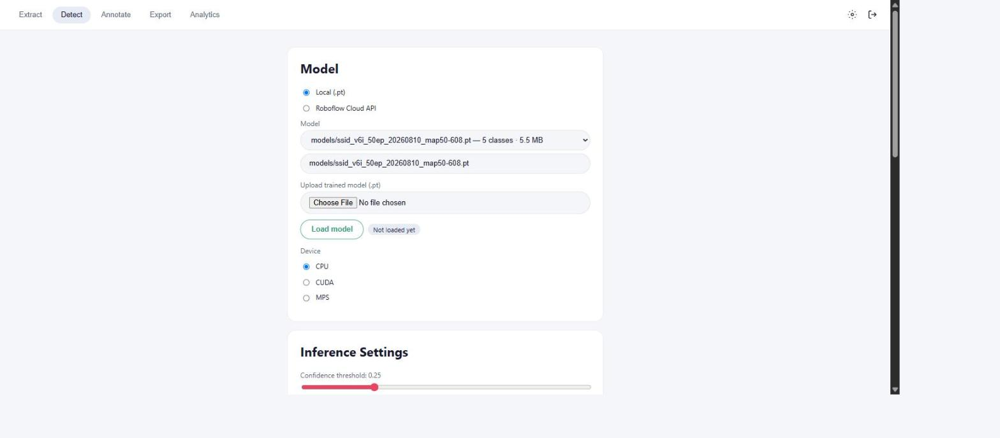 Extract Detect Annotate Export Analytics
Model
Local (.pt)
Roboflow Cloud API
Model
models/ssid_v6i_50ep_20260810_map50-608.pt — 5 classes · 5.5 MB
models/ssid_v6i_50ep_20260810_map50-608.pt
Upload trained model (.pt)
Choose File No file chosen
Load model Not loaded yet
Device
CPU
CUDA
MPS
Inference Settings
Confidence threshold: 0.25